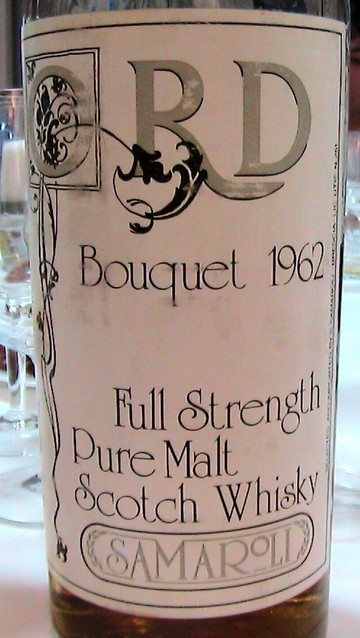 ORD
Bouquet 1962
Full Strength
Pure Malt
Scotch Whisky
SAMAROLI